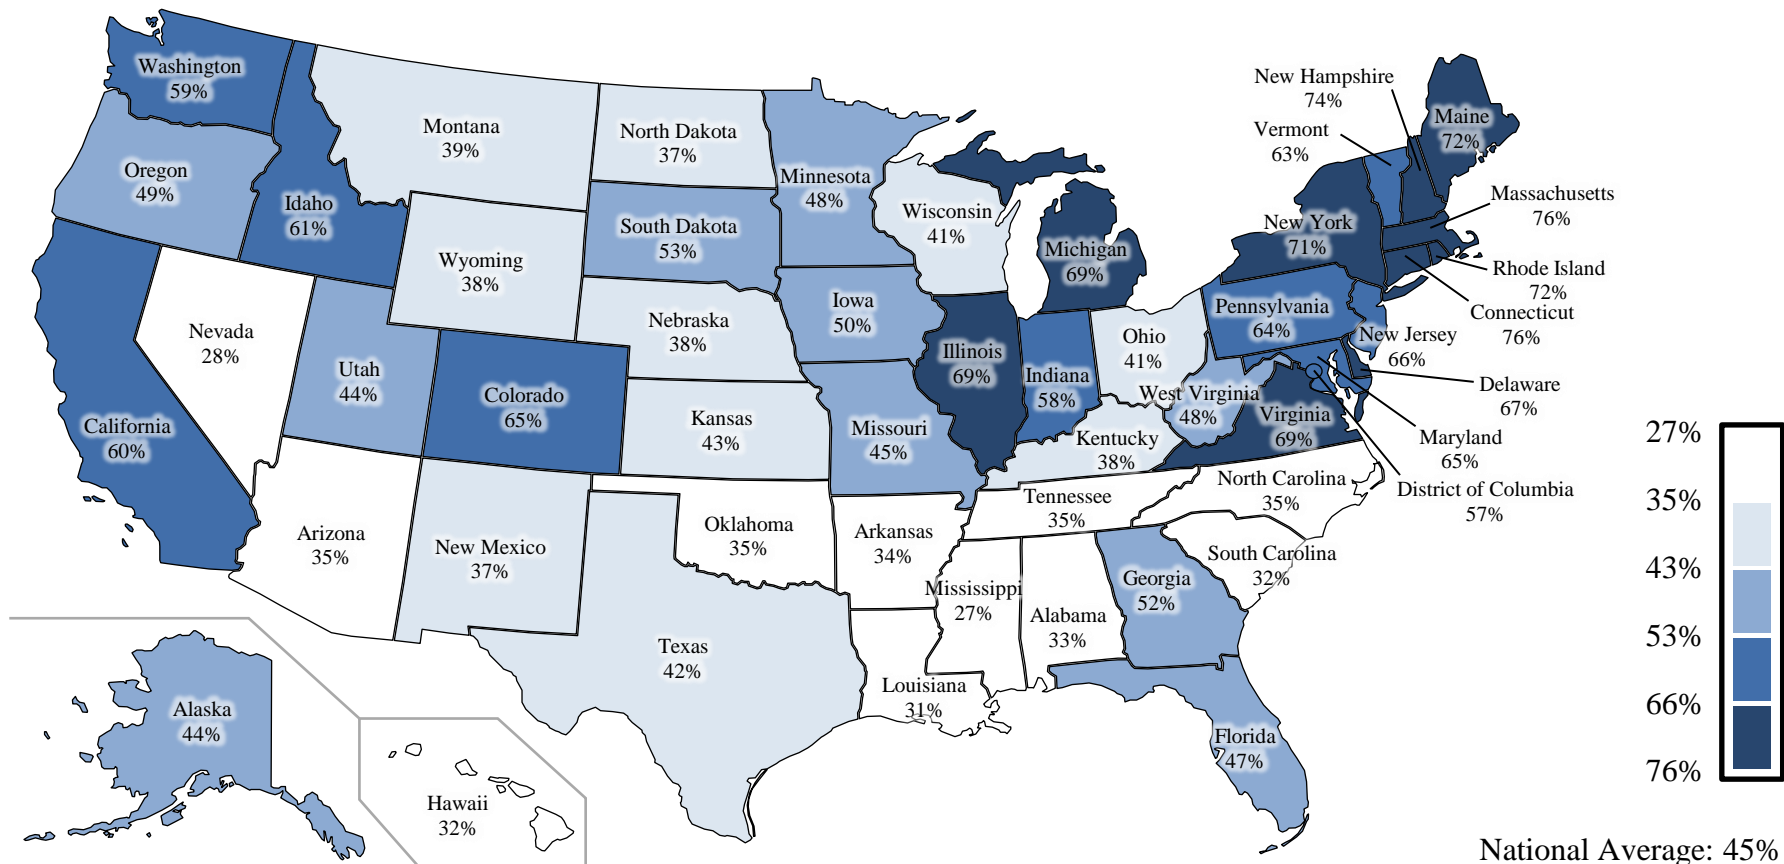 Washington
59%
Oregon
49%
California
60%
Idaho
61%
Nevada
28%
Montana
39%
Wyoming
38%
Utah
44%
Colorado
65%
Arizona
35%
New Mexico
37%
North Dakota
37%
South Dakota
53%
Nebraska
38%
Kansas
43%
Oklahoma
35%
Texas
42%
Minnesota
48%
Iowa
50%
Missouri
45%
Arkansas
34%
Louisiana
31%
Wisconsin
41%
Illinois
69%
Michigan
69%
Indiana
58%
Ohio
41%
Kentucky
38%
Tennessee
35%
Mississippi
27%
Alabama
33%
Georgia
52%
Florida
47%
South Carolina
32%
North Carolina
35%
West Virginia
48%
Virginia
69%
Pennsylvania
64%
New York
71%
New Hampshire
74%
Vermont
63%
Maine
72%
Massachusetts
76%
Rhode Island
72%
Connecticut
76%
New Jersey
66%
Delaware
67%
Maryland
65%
District of Columbia
57%
Alaska
44%
Hawaii
32%
27%
35%
43%
53%
66%
76%
National Average: 45%